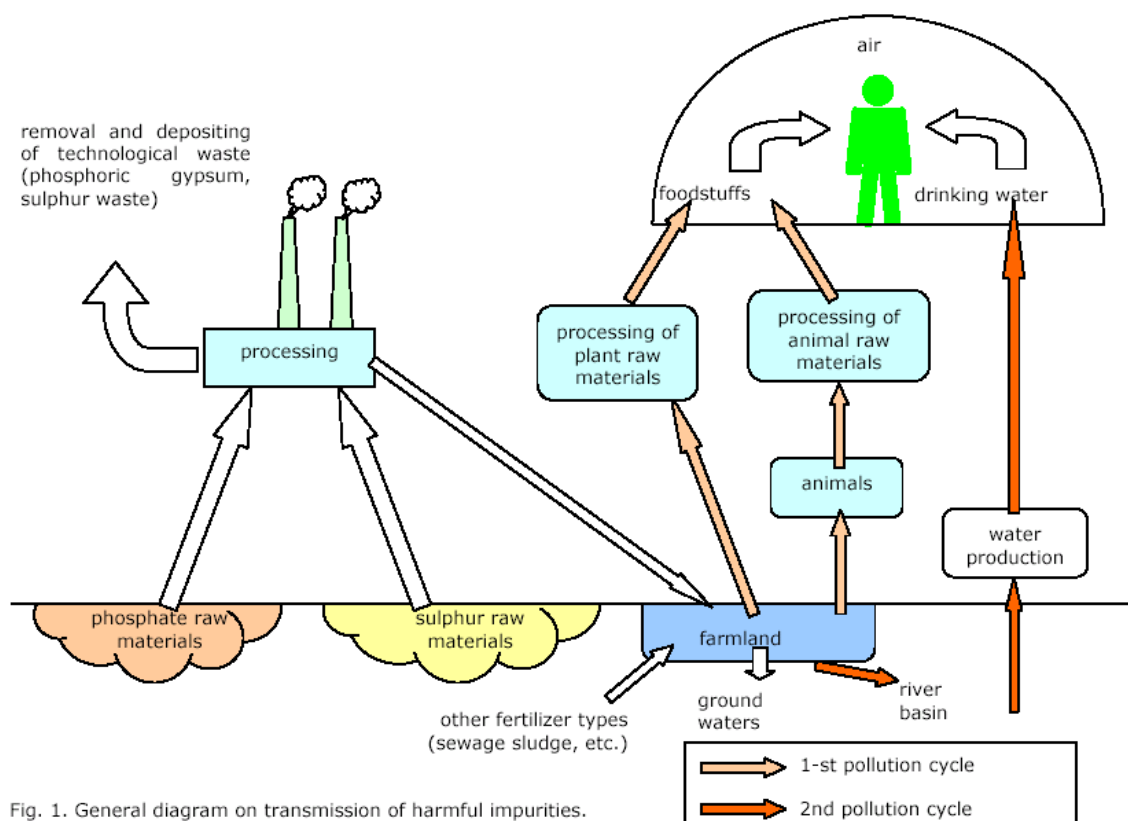 air
removal and depositing
of technological waste
(phosphoric gypsum,
sulphur waste)
foodstuffs
drinking water
processing
processing of
plant raw
materials
processing of
animal raw
materials
animals
water
production
phosphate raw
materials
sulphur raw
materials
farmland
other fertilizer types
(sewage sludge, etc.)
ground
waters
river
basin
1-st pollution cycle
2nd pollution cycle
Fig. 1. General diagram on transmission of harmful impurities.